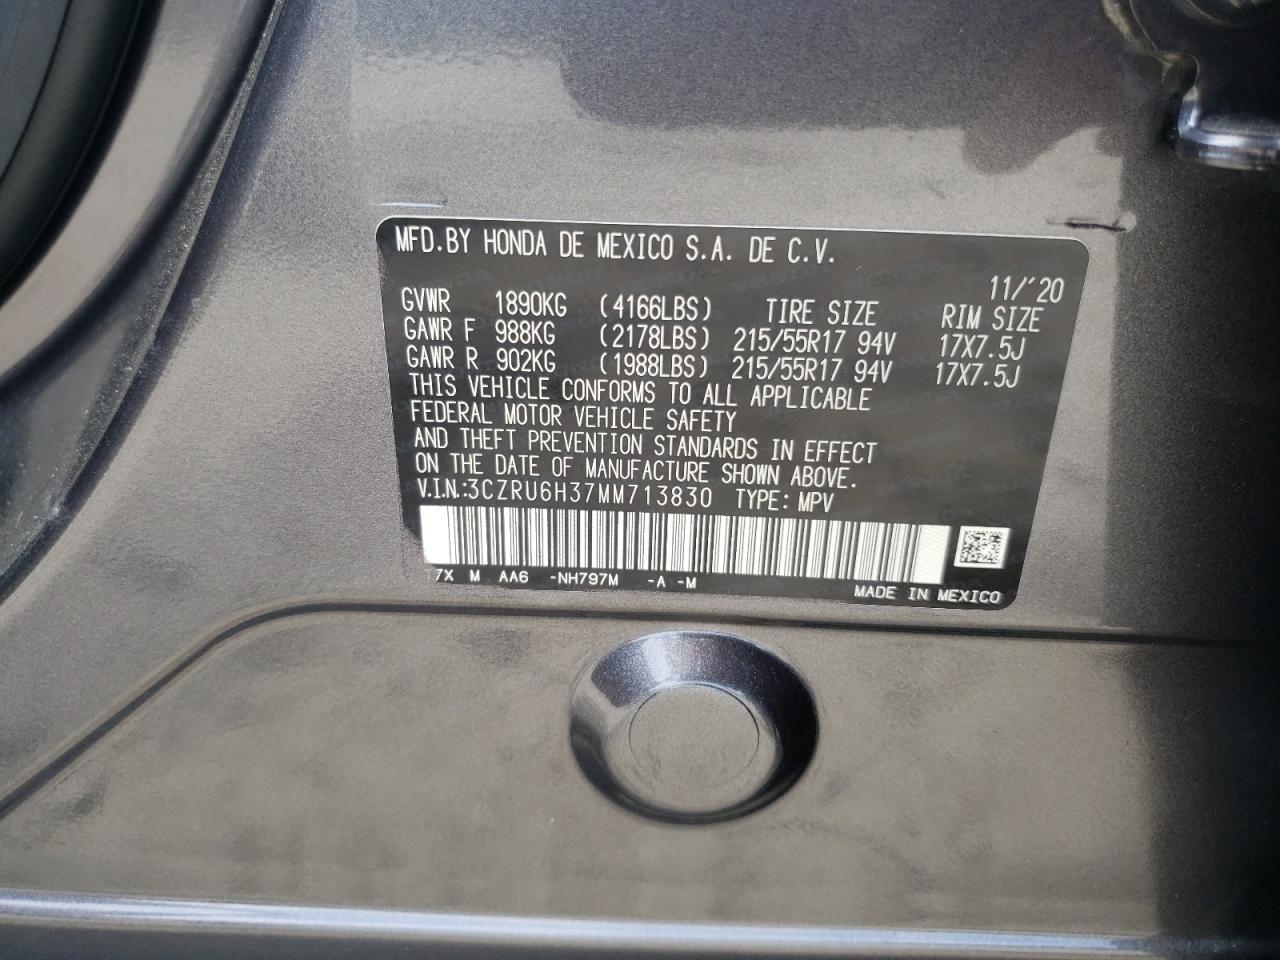 MFD.BY HONDA DE MEXICO S.A. DE C.V.
11/'20
GVWR 1890KG (4166LBS) TIRE SIZE RIM SIZE
GAWR F 988KG (2178LBS) 215/55R17 94V 17X7.5J
GAWR R 902KG (1988LBS) 215/55R17 94V 17X7.5J
THIS VEHICLE CONFORMS TO ALL APPLICABLE
FEDERAL MOTOR VEHICLE SAFETY
AND THEFT PREVENTION STANDARDS IN EFFECT
ON THE DATE OF MANUFACTURE SHOWN ABOVE.
V.I.N.:3CZRU6H37MM713830 TYPE: MPV
T7X M AA6 -NH797M -A -M
MADE IN MEXICO